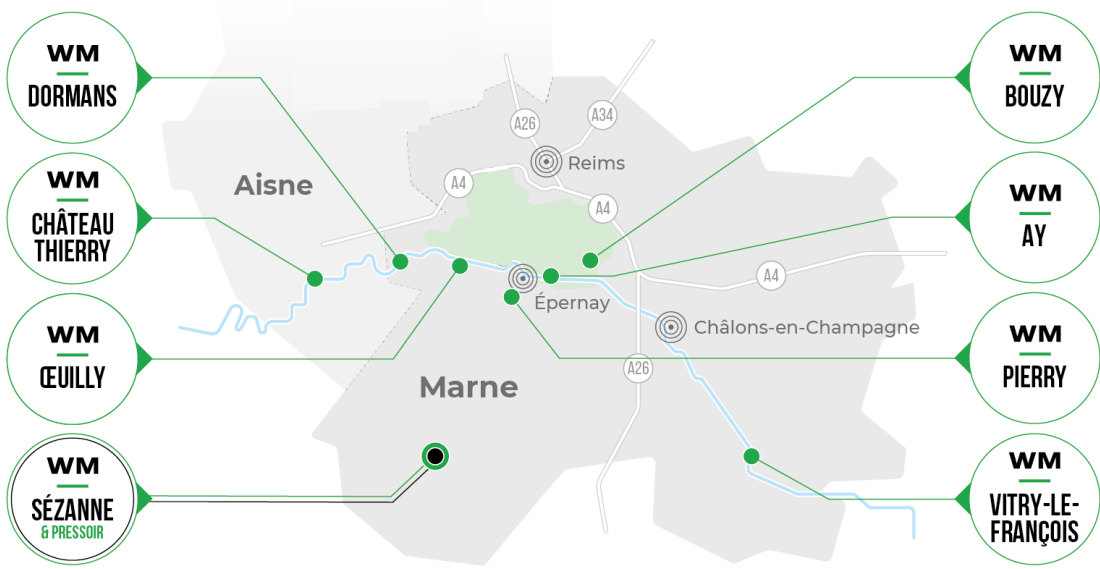 WM
DORMANS
WM
CHÂTEAU
THIERRY
WM
ŒUILLY
WM
SÉZANNE
& PRESSOIR
Aisne
Marne
A26
A34
Reims
A4
A4
A4
Épernay
Châlons-en-Champagne
A26
WM
BOUZY
WM
AY
WM
PIERRY
WM
VITRY-LE-
FRANÇOIS